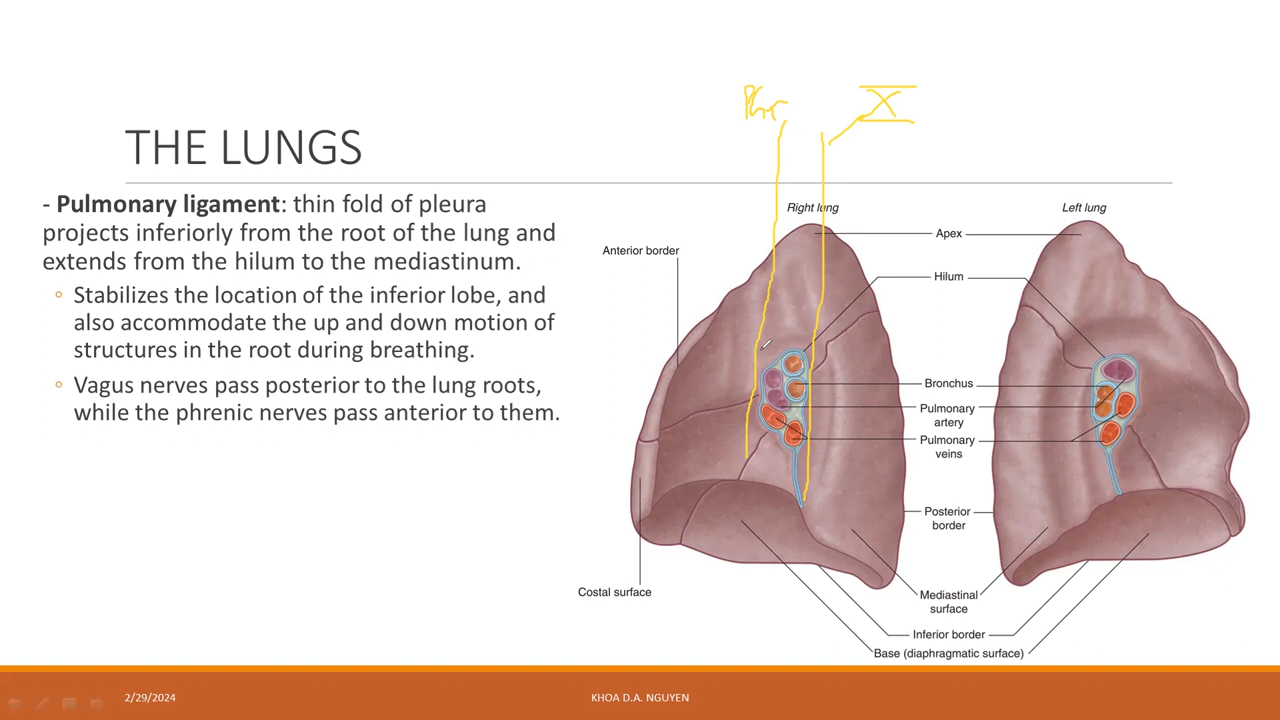 Phr
X
THE LUNGS
- Pulmonary ligament: thin fold of pleura
projects inferiorly from the root of the lung and
extends from the hilum to the mediastinum.
◦ Stabilizes the location of the inferior lobe, and
also accommodate the up and down motion of
structures in the root during breathing.
◦ Vagus nerves pass posterior to the lung roots,
while the phrenic nerves pass anterior to them.
Right lung
Left lung
Anterior border
Apex
Hilum
Bronchus
Pulmonary
artery
Pulmonary
veins
Posterior
border
Costal surface
Mediastinal
surface
Inferior border
Base (diaphragmatic surface)
2/29/2024
KHOA D.A. NGUYEN